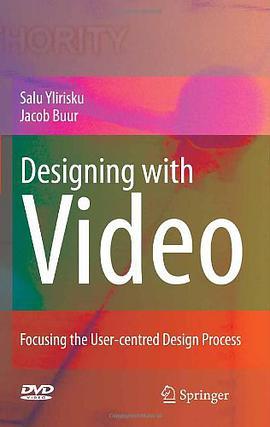 HORITY
Salu Ylirisku
Jacob Buur
Designing with
Video
Focusing the User-centred Design Process
DVD
VIDEO
Springer